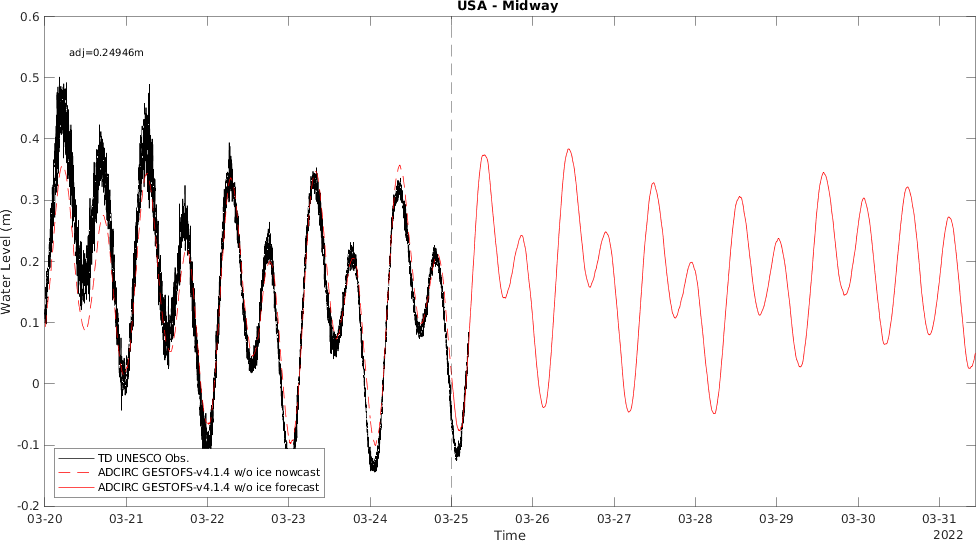 USA - Midway
adj=0.24946m
0.6
0.5
0.4
0.3
0.2
0.1
0
-0.1
-0.2
Water Level (m)
TD UNESCO Obs.
ADCIRC GESTOFS-v4.1.4 w/o ice nowcast
ADCIRC GESTOFS-v4.1.4 w/o ice forecast
03-20 03-21 03-22 03-23 03-24 03-25 03-26 03-27 03-28 03-29 03-30 03-31
Time
2022